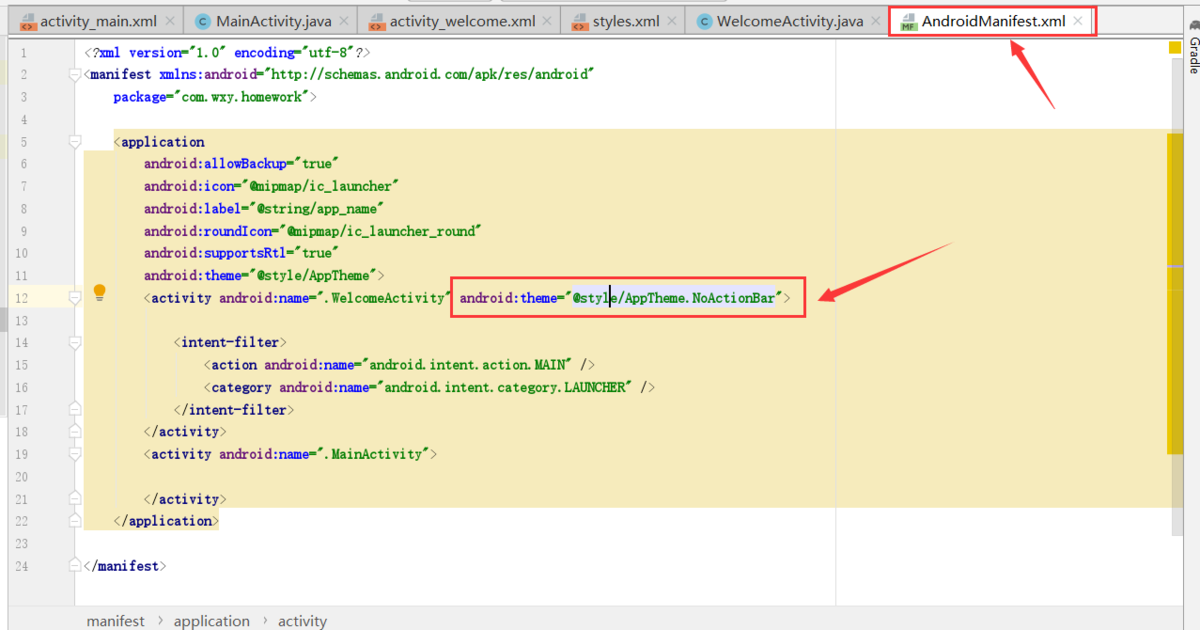 activity_main.xml MainActivity.java activity_welcome.xml styles.xml WelcomeActivity.java AndroidManifest.xml
Gradle
1 <?xml version="1.0" encoding="utf-8"?>
2 <manifest xmlns:android="http://schemas.android.com/apk/res/android"
3 package="com.wxy.homework">
4
5 <application
6 android:allowBackup="true"
7 android:icon="@mipmap/ic_launcher"
8 android:label="@string/app_name"
9 android:roundIcon="@mipmap/ic_launcher_round"
10 android:supportsRtl="true"
11 android:theme="@style/AppTheme">
12 <activity android:name=".WelcomeActivity" android:theme="@style/AppTheme.NoActionBar">
13
14 <intent-filter>
15 <action android:name="android.intent.action.MAIN" />
16 <category android:name="android.intent.category.LAUNCHER" />
17 </intent-filter>
18 </activity>
19 <activity android:name=".MainActivity">
20
21 </activity>
22 </application>
23
24 </manifest>
manifest › application › activity